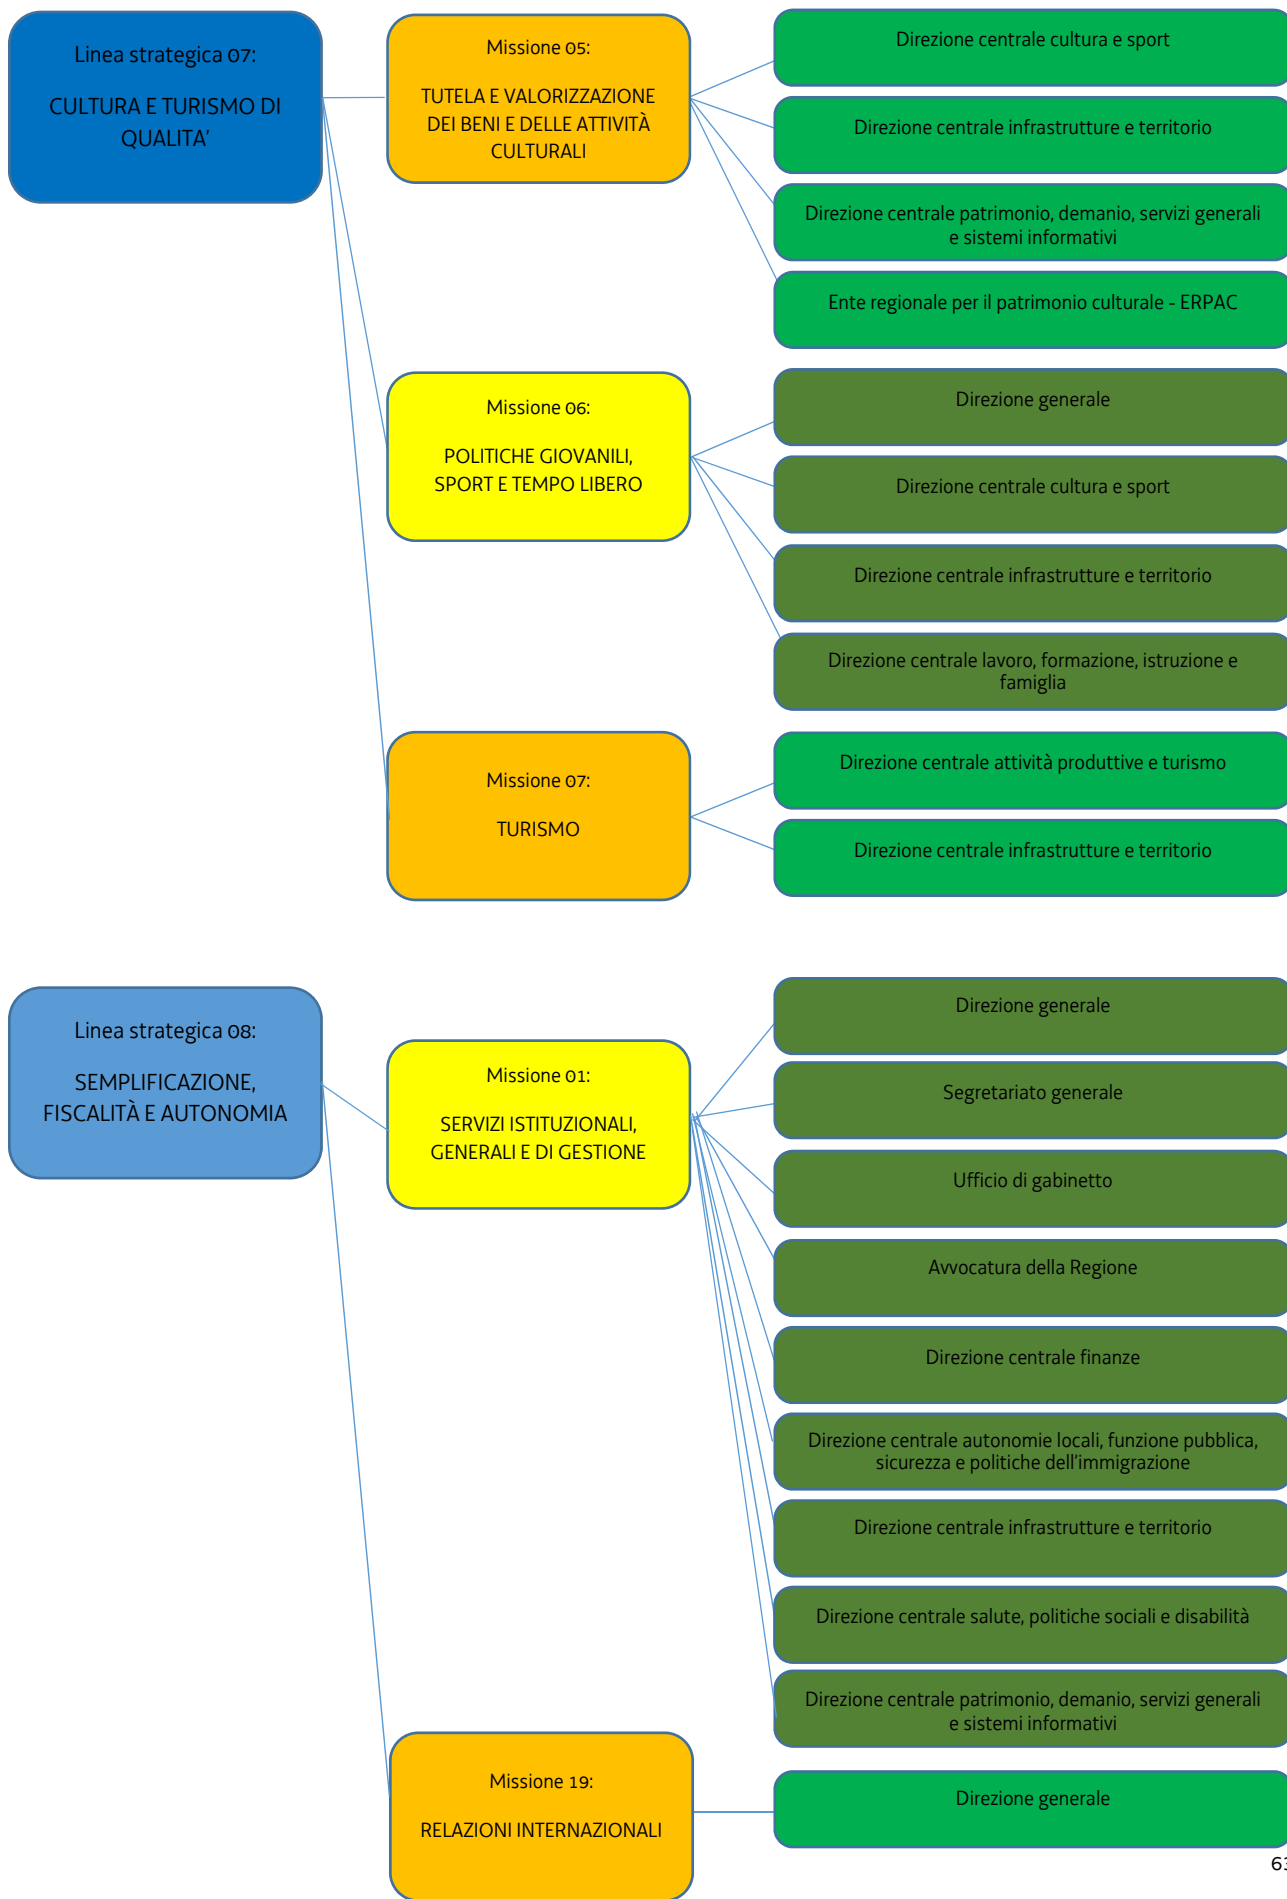 Linea strategica 07:
CULTURA E TURISMO DI
QUALITA'
Missione 05:
TUTELA E VALORIZZAZIONE
DEI BENI E DELLE ATTIVITÀ
CULTURALI
Direzione centrale cultura e sport
Direzione centrale infrastrutture e territorio
Direzione centrale patrimonio, demanio, servizi generali
e sistemi informativi
Ente regionale per il patrimonio culturale - ERPAC
Missione 06:
POLITICHE GIOVANILI,
SPORT E TEMPO LIBERO
Direzione generale
Direzione centrale cultura e sport
Direzione centrale infrastrutture e territorio
Direzione centrale lavoro, formazione, istruzione e
famiglia
Missione 07:
TURISMO
Direzione centrale attività produttive e turismo
Direzione centrale infrastrutture e territorio
Linea strategica 08:
SEMPLIFICAZIONE,
FISCALITÀ E AUTONOMIA
Missione 01:
SERVIZI ISTITUZIONALI,
GENERALI E DI GESTIONE
Direzione generale
Segretariato generale
Ufficio di gabinetto
Avvocatura della Regione
Direzione centrale finanze
Direzione centrale autonomie locali, funzione pubblica,
sicurezza e politiche dell'immigrazione
Direzione centrale infrastrutture e territorio
Direzione centrale salute, politiche sociali e disabilità
Direzione centrale patrimonio, demanio, servizi generali
e sistemi informativi
Missione 19:
RELAZIONI INTERNAZIONALI
Direzione generale
63